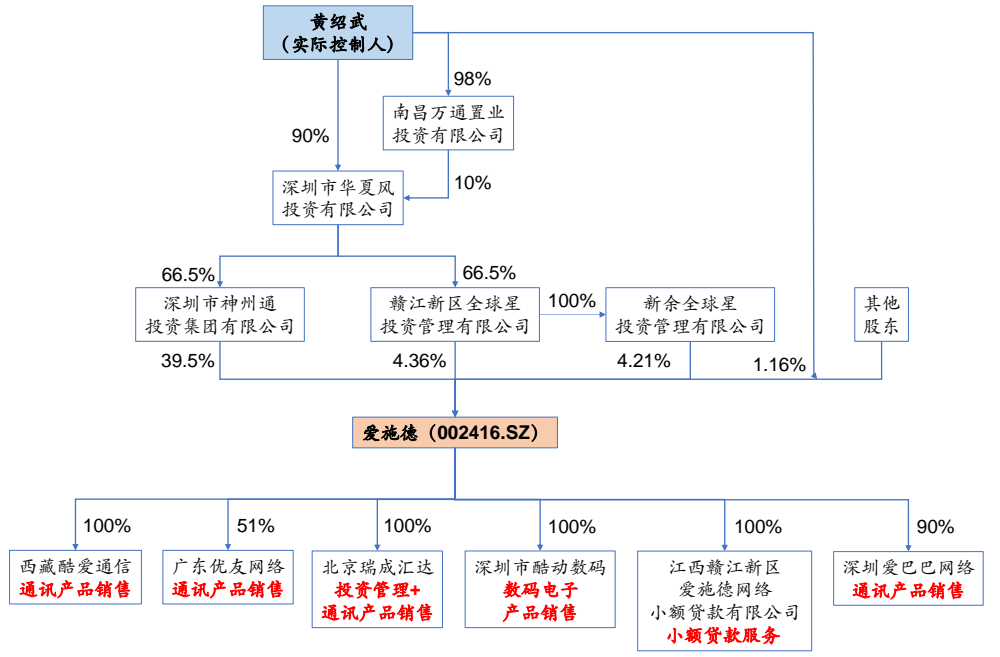 黄绍武
（实际控制人）
98%
南昌万通置业
投资有限公司
90%
10%
深圳市华夏风
投资有限公司
66.5%
66.5%
深圳市神州通
投资集团有限公司
赣江新区全球星
投资管理有限公司
100%
新余全球星
投资管理有限公司
其他
股东
39.5%
4.36%
4.21%
1.16%
爱施德（002416.SZ）
100%
51%
100%
100%
100%
90%
西藏酷爱通信
通讯产品销售
广东优友网络
通讯产品销售
北京瑞成汇达
投资管理+
通讯产品销售
深圳市酷动数码
数码电子
产品销售
江西赣江新区
爱施德网络
小额贷款有限公司
小额贷款服务
深圳爱巴巴网络
通讯产品销售